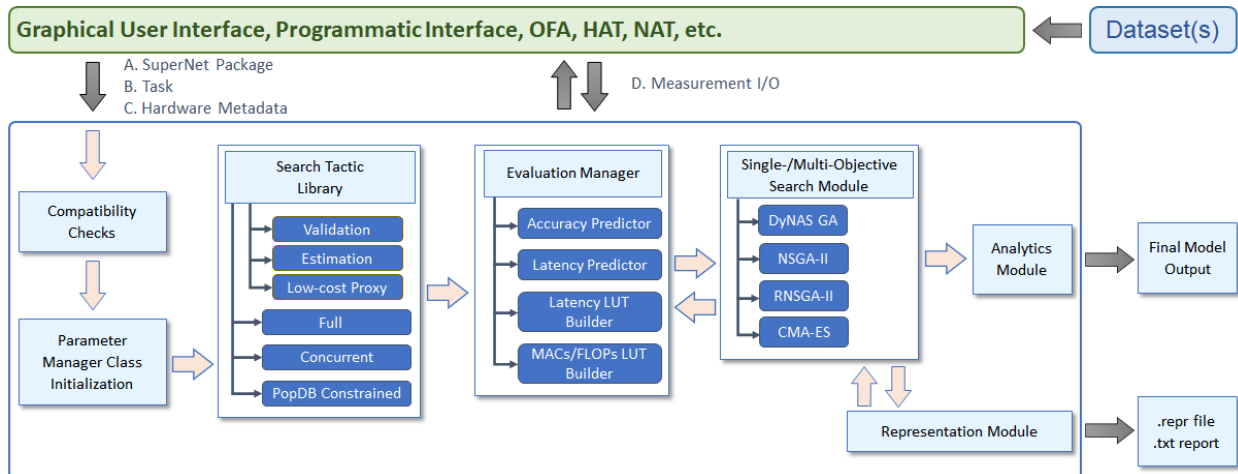 Graphical User Interface, Programmatic Interface, OFA, HAT, NAT, etc.
Dataset(s)
A. SuperNet Package
B. Task
C. Hardware Metadata
D. Measurement I/O
Compatibility
Checks
Parameter
Manager Class
Initialization
Search Tactic
Library
Validation
Estimation
Low-cost Proxy
Full
Concurrent
PopDB Constrained
Evaluation Manager
Accuracy Predictor
Latency Predictor
Latency LUT
Builder
MACs/FLOPs LUT
Builder
Single-/Multi-Objective
Search Module
DyNAS GA
NSGA-II
RNSGA-II
CMA-ES
Representation Module
Analytics
Module
Final Model
Output
.repr file
.txt report